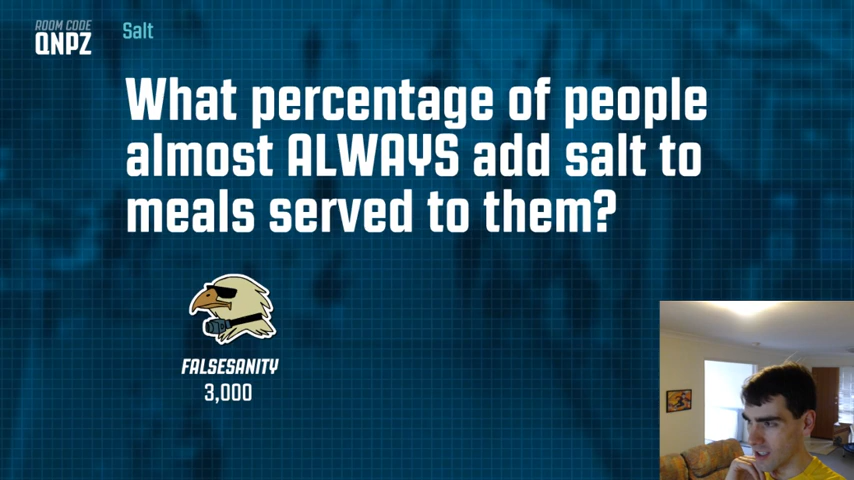 ROOM CODE
QNPZ
Salt
What percentage of people
almost ALWAYS add salt to
meals served to them?
FALSESANITY
3,000